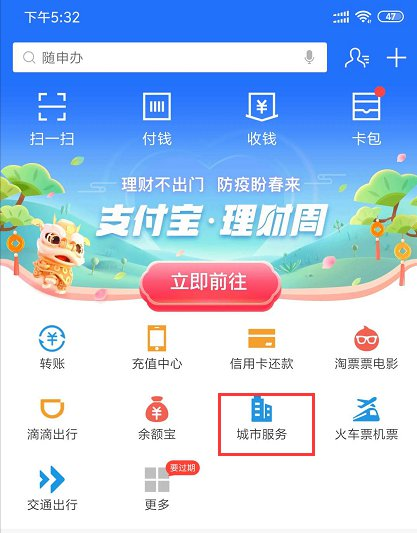 下午5:32
47
随申办
扫一扫
付钱
收钱
卡包
理财不出门 防疫盼春来
支付宝·理财周
立即前往
转账
充值中心
信用卡还款
淘票票电影
滴滴出行
余额宝
城市服务
火车票机票
交通出行
要过期
更多